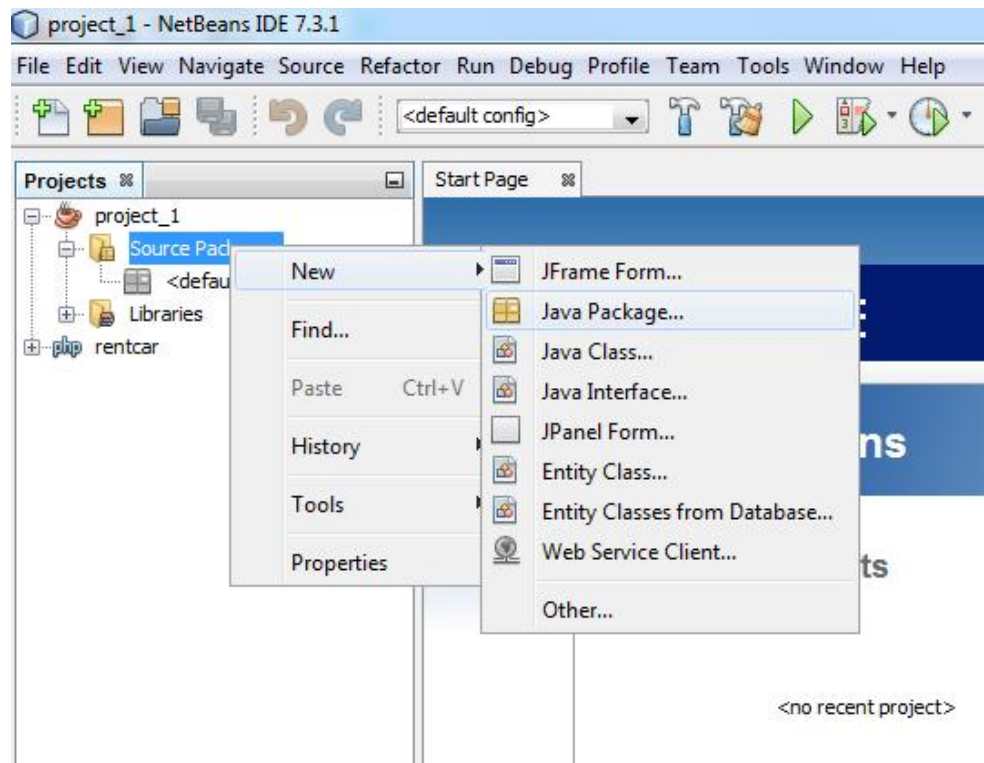 project_1 - NetBeans IDE 7.3.1
File Edit View Navigate Source Refactor Run Debug Profile Team Tools Window Help
<default config>
Projects
Start Page
project_1
Source Pac
<defau
Libraries
php rentcar
New
Find...
Paste Ctrl+V
History
Tools
Properties
JFrame Form...
Java Package...
Java Class...
Java Interface...
JPanel Form...
Entity Class...
Entity Classes from Database...
Web Service Client...
Other...
ns
ts
<no recent project>